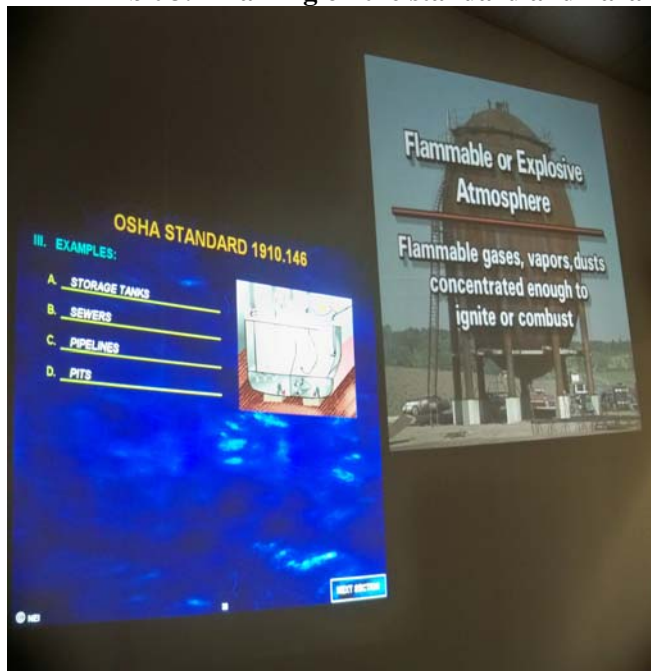 OSHA STANDARD 1910.146
III. EXAMPLES:
A. STORAGE TANKS
B. SEWERS
C. PIPELINES
D. PITS
NEXT SECTION
NEI
Flammable or Explosive
Atmosphere
Flammable gases, vapors, dusts
concentrated enough to
ignite or combust